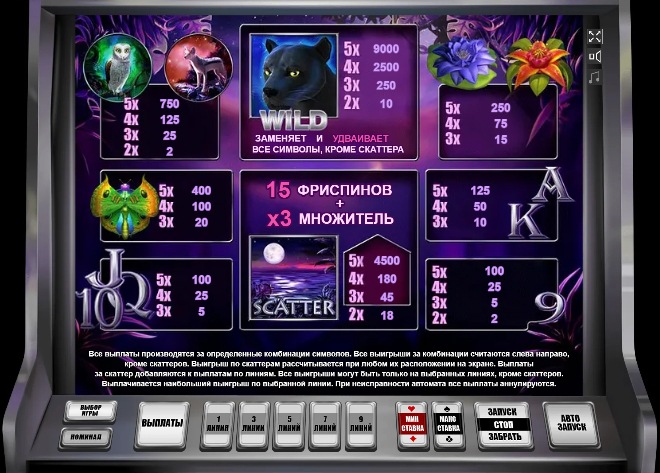 5x 750
4x 125
3x 25
2x 2
5x 9000
4x 2500
3x 250
2x 10
WILD
ЗАМЕНЯЕТ И УДВАИВАЕТ
ВСЕ СИМВОЛЫ, КРОМЕ СКАТТЕРА
5x 250
4x 75
3x 15
5x 400
4x 100
3x 20
15 ФРИСПИНОВ
+
x3 МНОЖИТЕЛЬ
SCATTER
5x 4500
4x 180
3x 45
2x 18
A
K
5x 125
4x 50
3x 10
J
Q
10
5x 100
4x 25
3x 5
5x 100
4x 25
3x 5
2x 2
9
Все выплаты производятся за определенные комбинации символов. Все выигрыши за комбинации считаются слева направо,
кроме скаттеров. Выигрыш по скаттерам рассчитывается при любом их расположении на экране. Выплаты
за скаттер добавляются к выплатам по линиям. Все выигрыши могут быть только на выбранных линиях, кроме скаттеров.
Выплачивается наибольший выигрыш по выбранной линии. При неисправности автомата все выплаты аннулируются.
ВЫБОР
ИГРЫ
НОМИНАЛ
ВЫПЛАТЫ
1
ЛИНИЯ
3
ЛИНИИ
5
ЛИНИЙ
7
ЛИНИЙ
9
ЛИНИЙ
МИН
СТАВКА
МАКС
СТАВКА
ЗАПУСК
СТОП
ЗАБРАТЬ
АВТО
ЗАПУСК